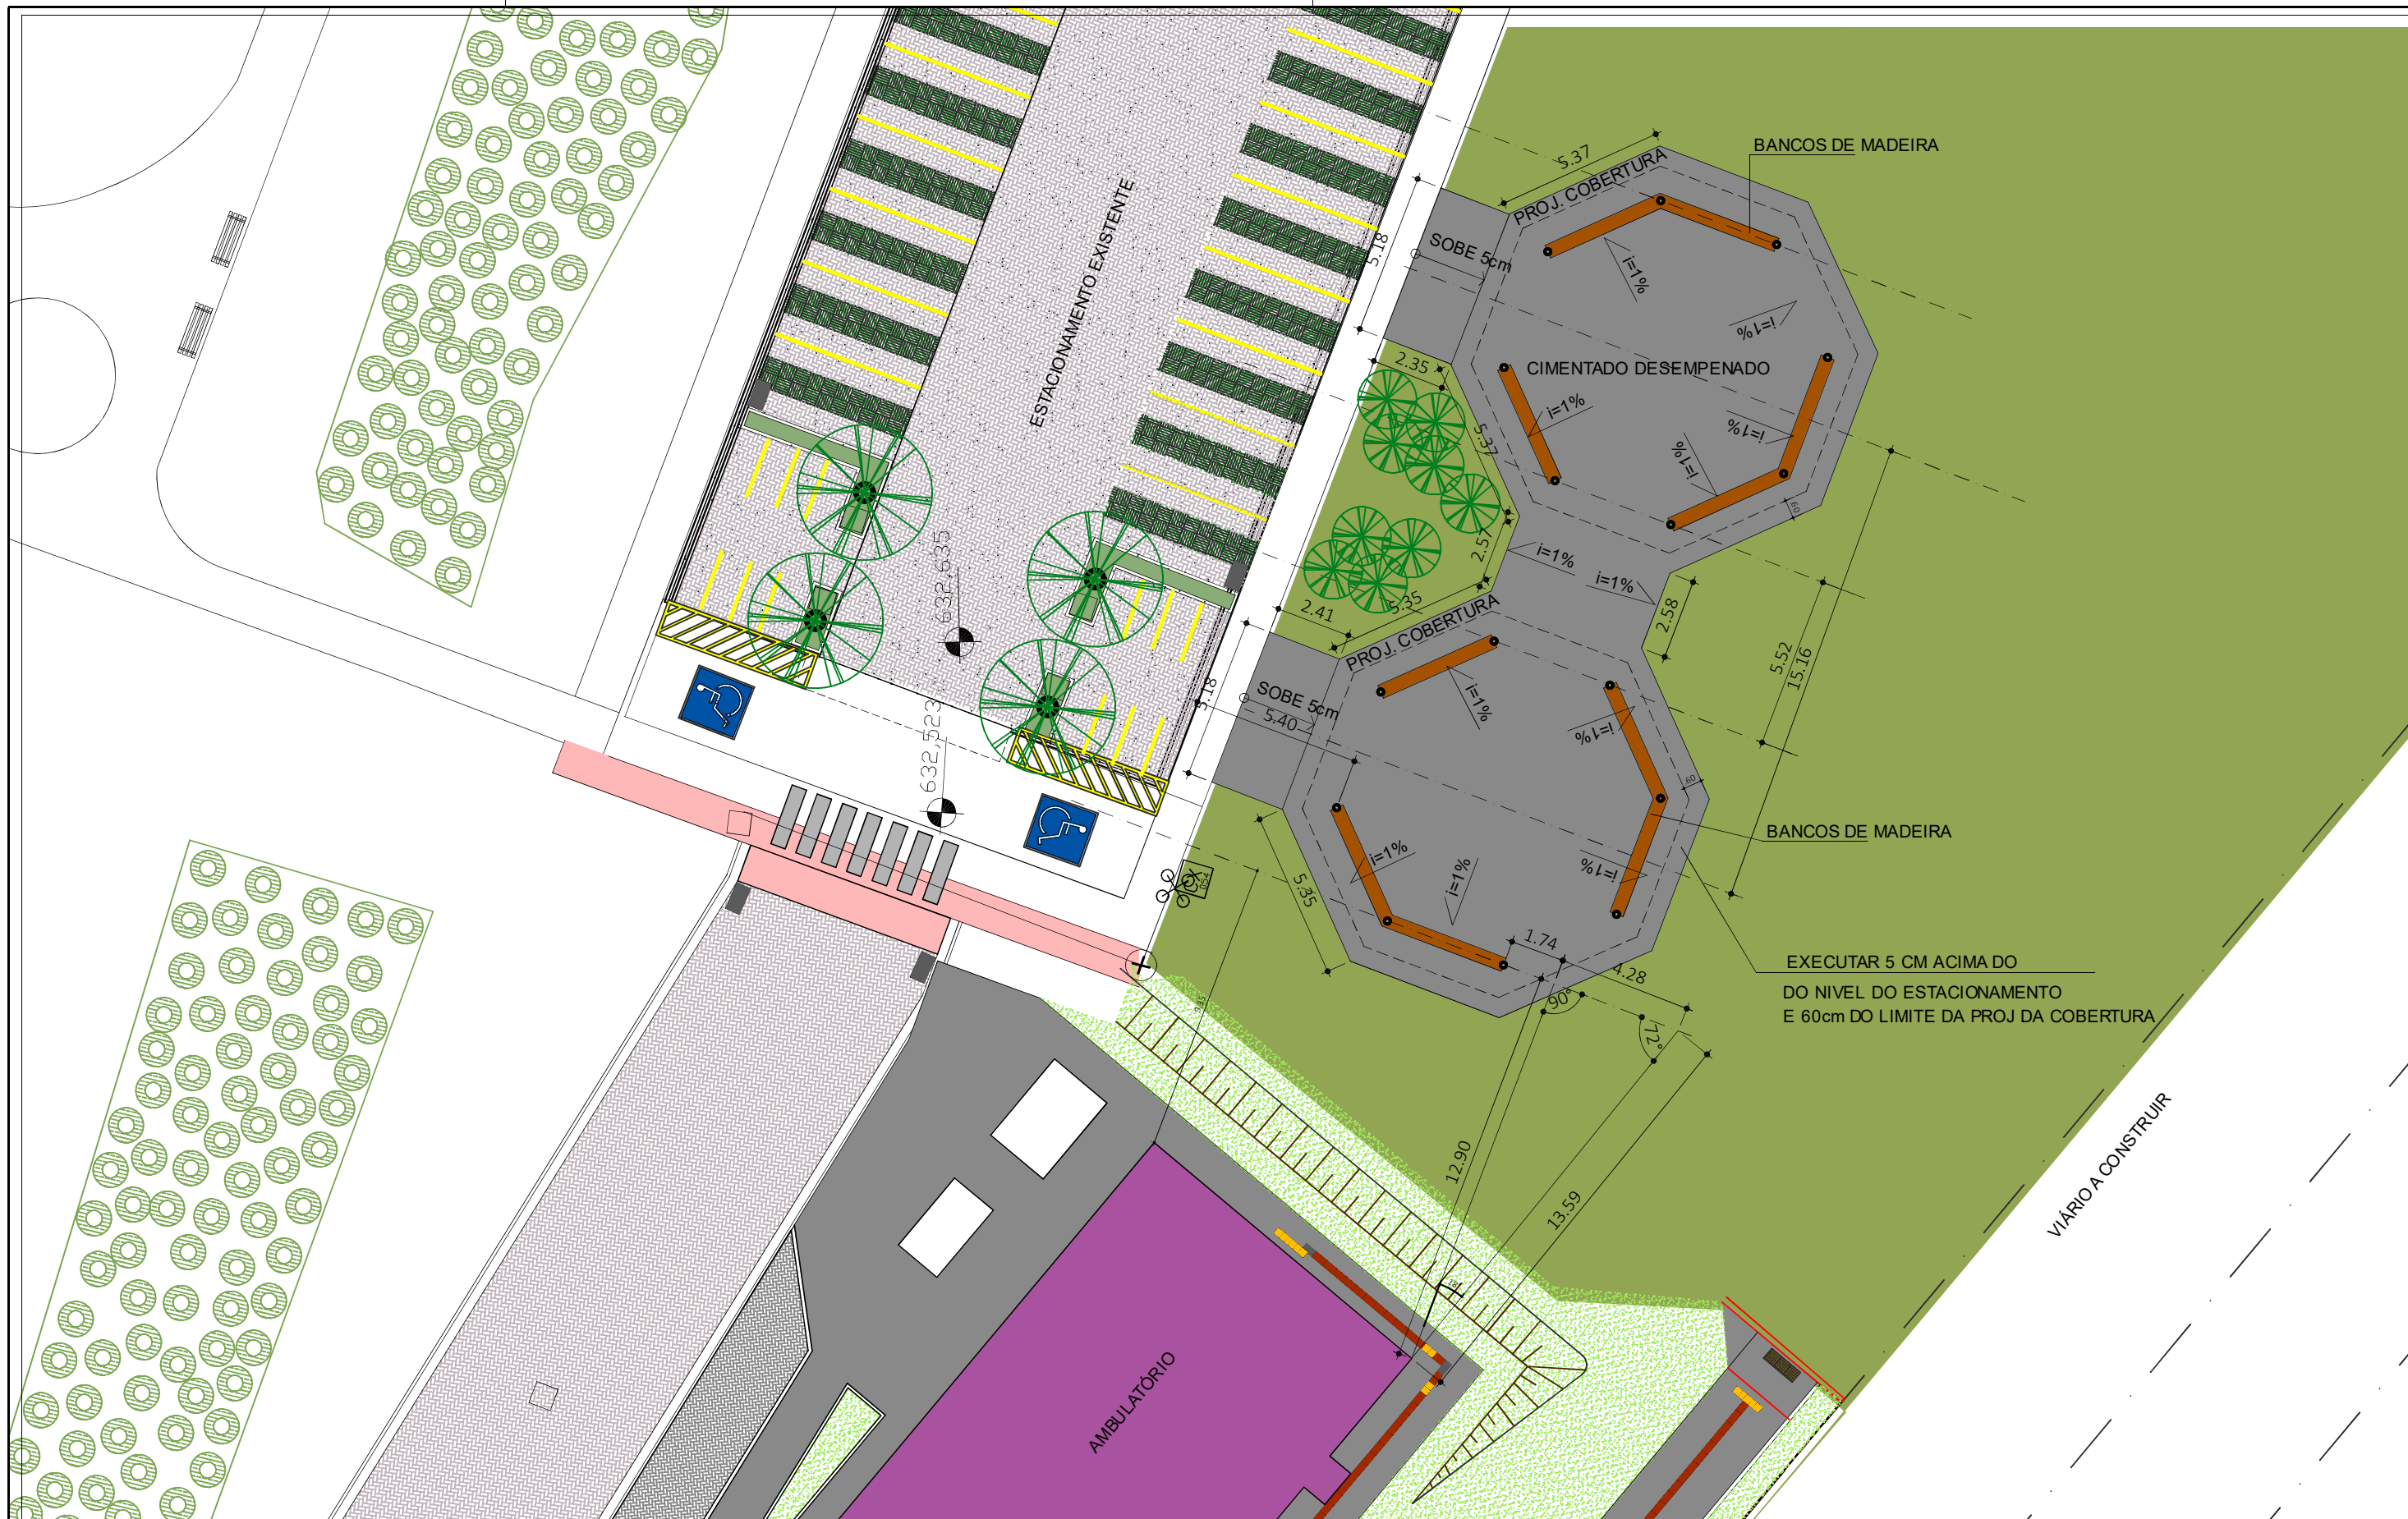 BANCOS DE MADEIRA
5.37
PROJ. COBERTURA
5.18
SOBE 5cm
i=1%
i=1%
ESTACIONAMENTO EXISTENTE
CIMENTADO DESEMPENADO
2.35
i=1%
i=1%
i=1%
5.37
60
2.57
i=1%
i=1%
632,635
2.41
5.35
PROJ. COBERTURA
2.58
5.52
15.16
SOBE 5cm
5.40
5.18
i=1%
i=1%
632,523
60
BANCOS DE MADEIRA
i=1%
i=1%
i=1%
5.35
1.74
4.28
90°
72°
EXECUTAR 5 CM ACIMA DO
DO NIVEL DO ESTACIONAMENTO
E 60cm DO LIMITE DA PROJ DA COBERTURA
12.90
13.59
VIÁRIO A CONSTRUIR
AMBULATÓRIO